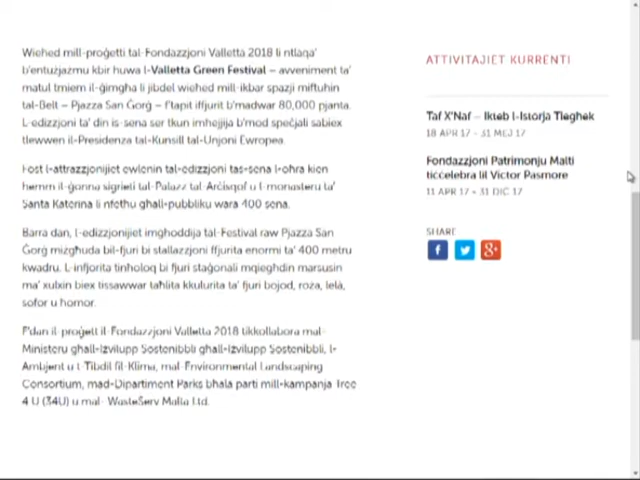 Wieħed mill-proġetti tal-Fondazzjoni Valletta 2018 li ntlaqa'
b'entużjażmu kbir huwa l-Valletta Green Festival – avveniment ta'
matul tmiem il-ġimgħa li jibdel wieħed mill-ikbar spazji miftuħin
tal-Belt – Pjazza San Ġorġ – f'tapit iffjurit b'madwar 80,000 pjanta.
L-edizzjoni ta' din is-sena ser tkun imħejjija b'mod speċjali sabiex
tlewwen il-Presidenza tal-Kunsill tal-Unjoni Ewropea.
Fost l-attrazzjonijiet ewlenin tal-edizzjoni tas-sena l-oħra kien
hemm il-ġonna sigrieti tal-Palazz tal-Arċisqof u l-monasteru ta'
Santa Katerina li nfetħu għall-pubbliku wara 400 sena.
Barra dan, l-edizzjonijiet imgħoddija tal-Festival raw Pjazza San
Ġorġ miżgħuda bil-fjuri bi stallazzjoni ffjurita enormi ta' 400 metru
kwadru. L-infjorita tinħoloq bi fjuri staġonali mqiegħdin maħsusin
ma' xulxin biex tissawwar taħlita kkulurita ta' fjuri bojod, roża, lelà,
sofor u ħomor.
F'dan il-proġett il-Fondazzjoni Valletta 2018 tikkollabora mal-
Ministeru għall-Iżvilupp Sostenibbli għall-Iżvilupp Sostenibbli, l-
Ambjent u t-Tibdil fil-Klima, mal-Environmental Landscaping
Consortium, mad-Dipartiment Parks bħala parti mill-kampanja Tree
4 U (34U) u mal- WasteServ Malta Ltd.
ATTIVITAJIET KURRENTI
Taf X'Naf – Ikteb l-Istorja Tiegħek
18 APR 17 - 31 MEJ 17
Fondazzjoni Patrimonju Malti
tiċċelebra lil Victor Pasmore
11 APR 17 - 31 DIĊ 17
SHARE